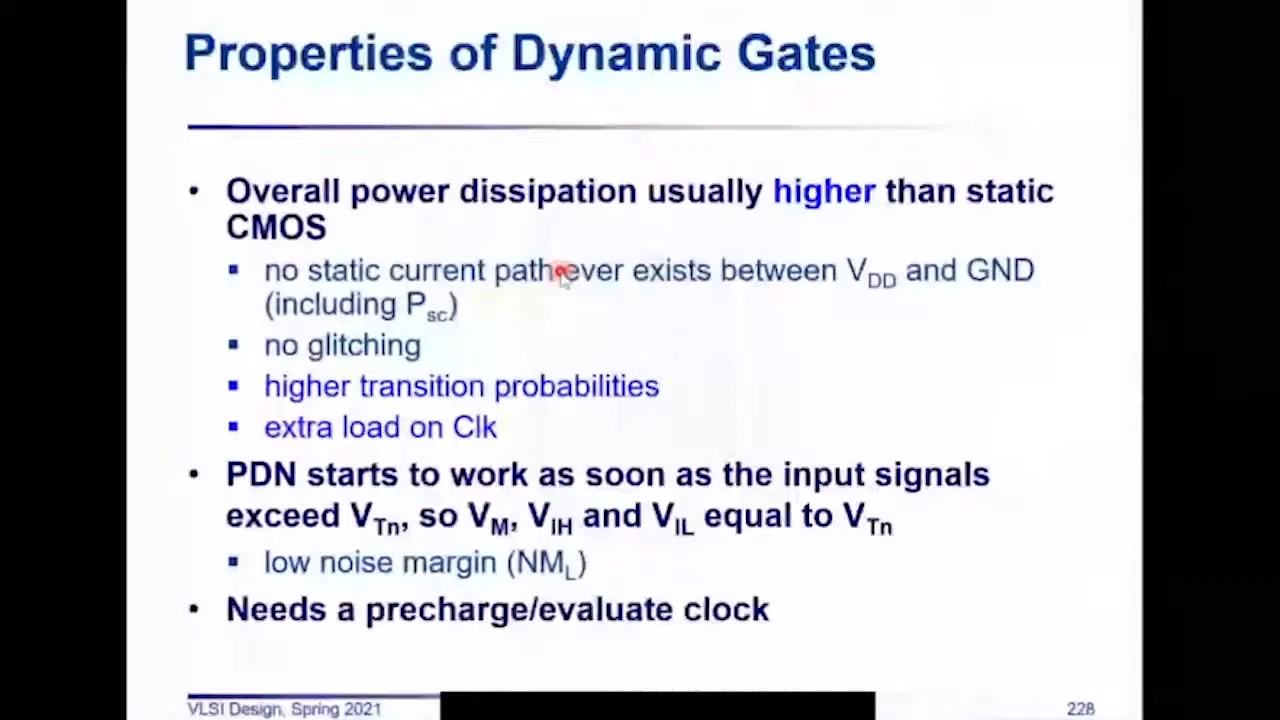 Properties of Dynamic Gates
• Overall power dissipation usually higher than static
CMOS
▪ no static current path ever exists between VDD and GND
(including Psc)
▪ no glitching
▪ higher transition probabilities
▪ extra load on Clk
• PDN starts to work as soon as the input signals
exceed VTn, so VM, VIH and VIL equal to VTn
▪ low noise margin (NML)
• Needs a precharge/evaluate clock
VLSI Design, Spring 2021
228